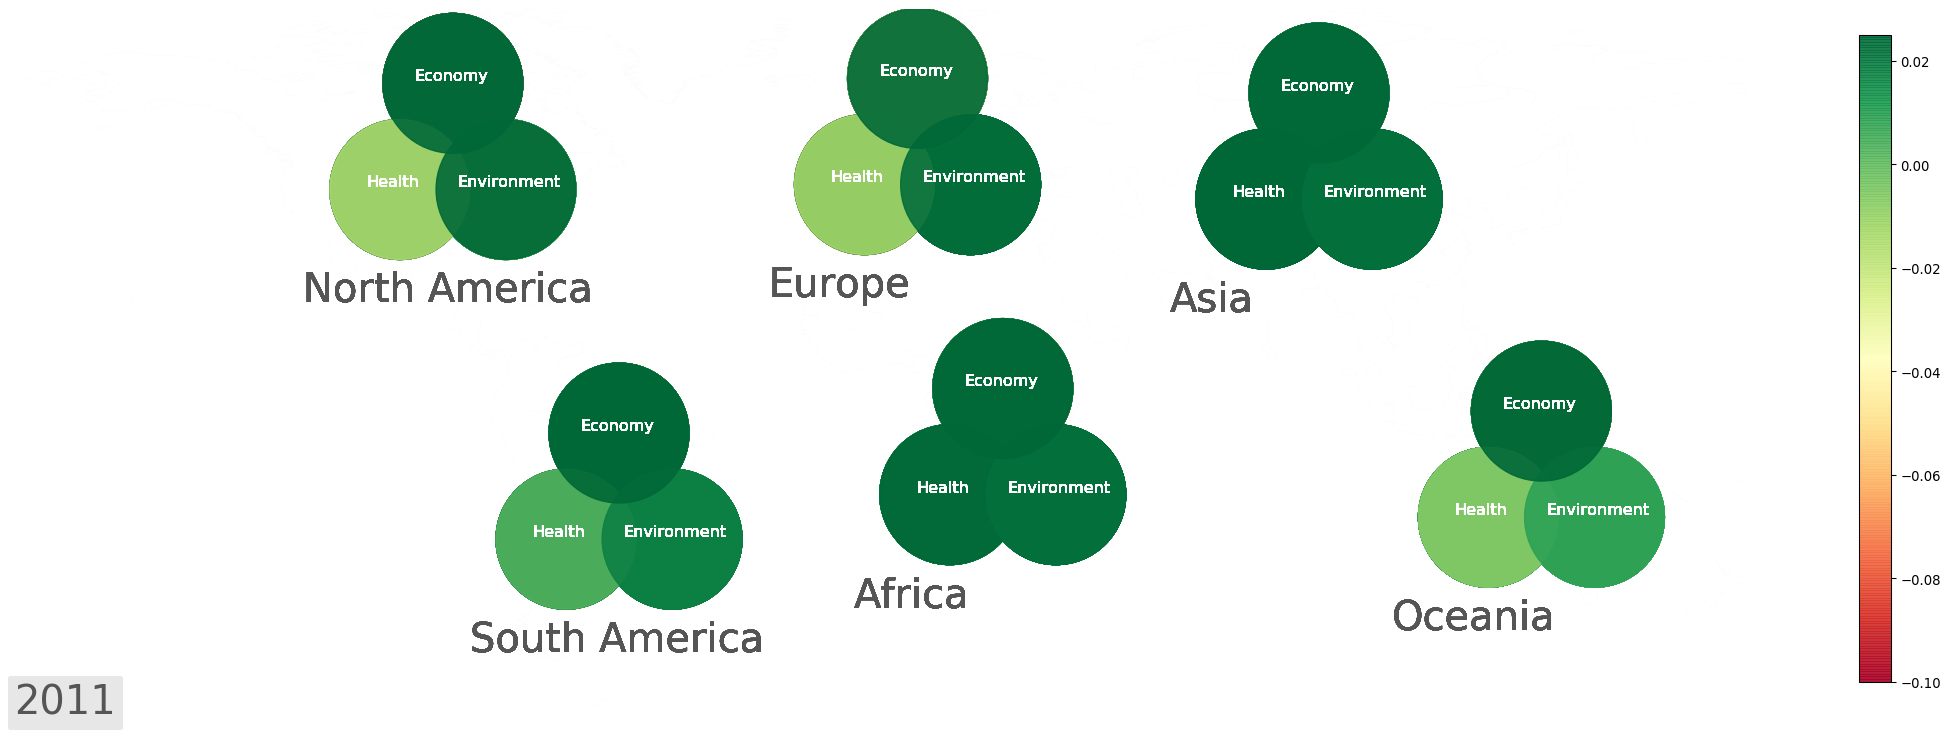 Economy
Health
Environment
North America
Economy
Health
Environment
Europe
Economy
Health
Environment
Asia
Economy
Health
Environment
South America
Economy
Health
Environment
Africa
Economy
Health
Environment
Oceania
0.02
0.00
−0.02
−0.04
−0.06
−0.08
−0.10
2011